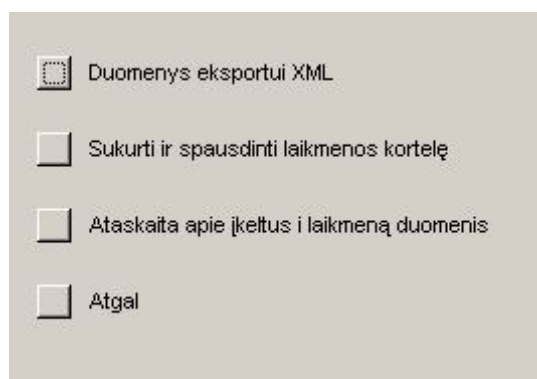 Duomenys eksportui XML
Sukurti ir spausdinti laikmenos kortelę
Ataskaita apie įkeltus i laikmeną duomenis
Atgal